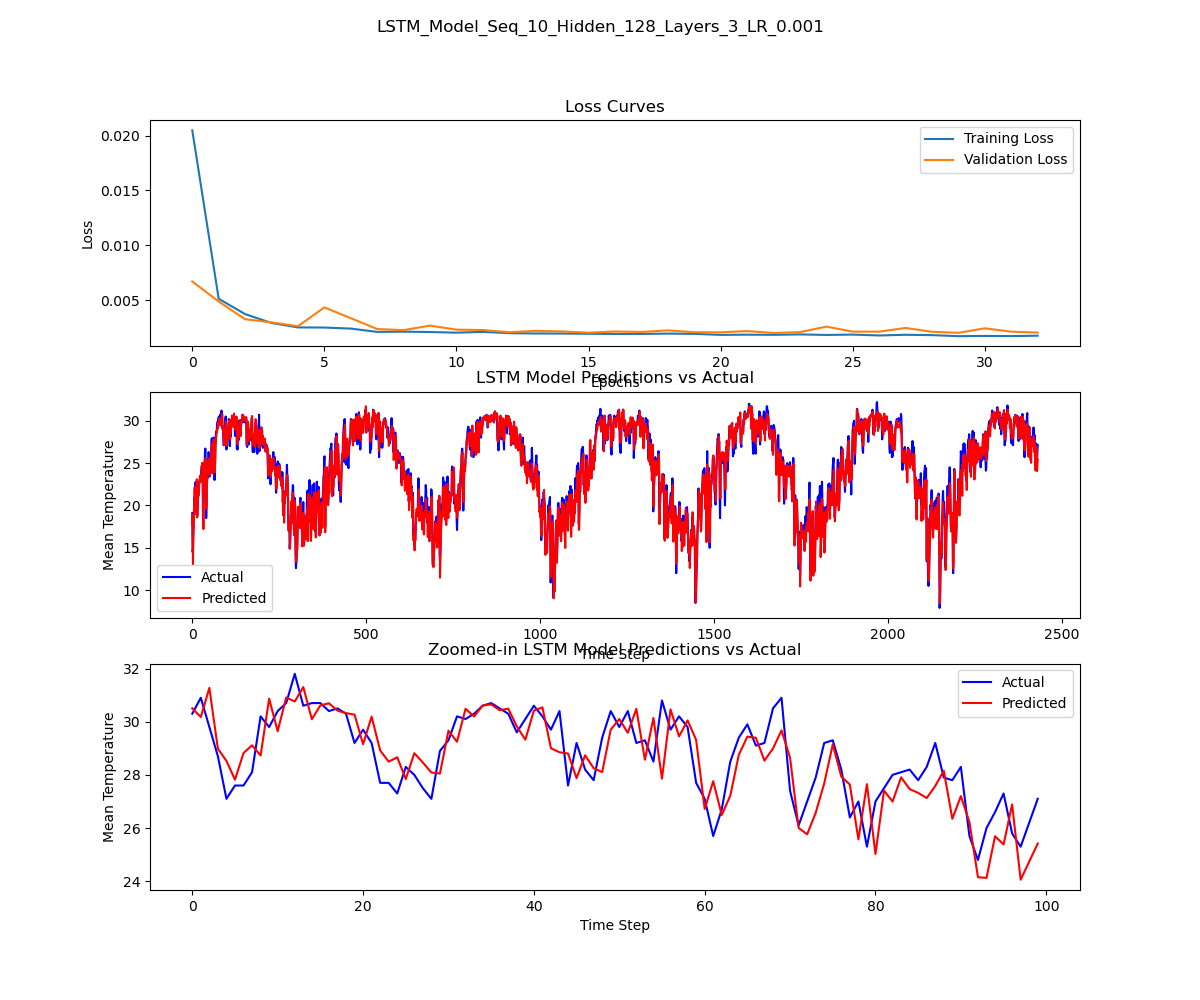 LSTM_Model_Seq_10_Hidden_128_Layers_3_LR_0.001
Loss Curves
Loss
0.020
0.015
0.010
0.005
Training Loss
Validation Loss
0 5 10 15 20 25 30
Epochs
LSTM Model Predictions vs Actual
Mean Temperature
30
25
20
15
10
Actual
Predicted
0 500 1000 1500 2000 2500
Time Step
Zoomed-in LSTM Model Predictions vs Actual
Mean Temperature
32
30
28
26
24
Actual
Predicted
0 20 40 60 80 100
Time Step